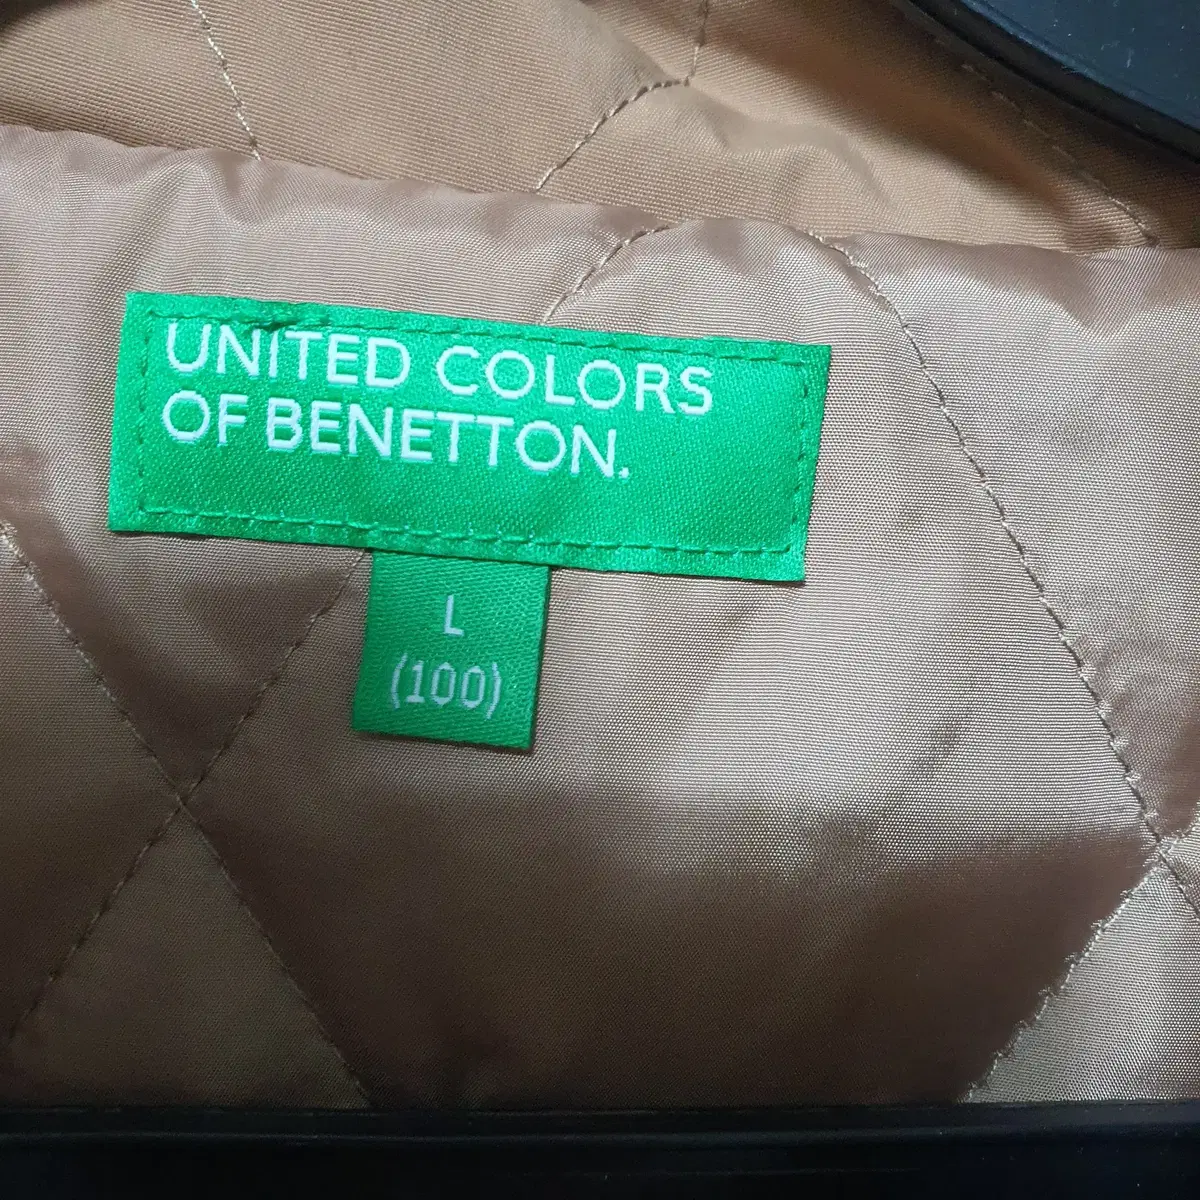 UNITED COLORS
OF BENETTON.
L
(100)